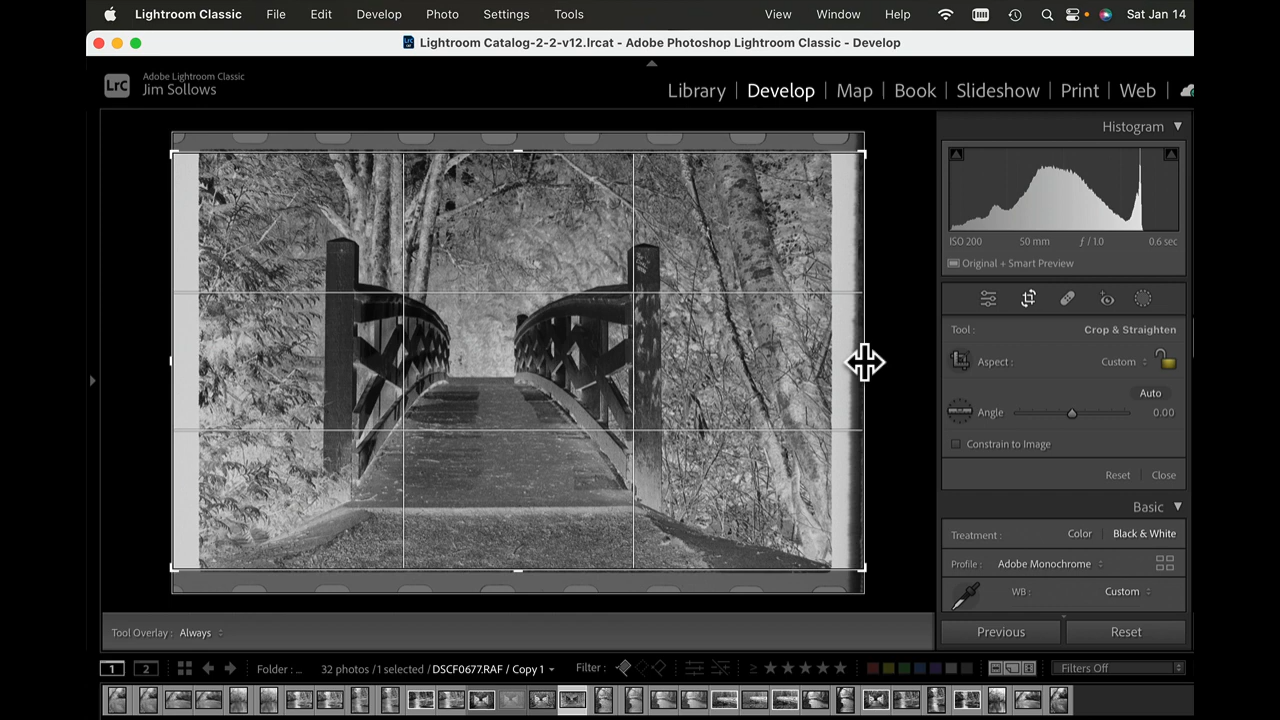 Lightroom Classic File Edit Develop Photo Settings Tools View Window Help Sat Jan 14
Lrc Lightroom Catalog-2-2-v12.lrcat - Adobe Photoshop Lightroom Classic - Develop
LrC Adobe Lightroom Classic
Jim Sollows
Library | Develop | Map | Book | Slideshow | Print | Web |
Histogram
ISO 200 50 mm ƒ / 1.0 0.6 sec
Original + Smart Preview
Tool : Crop & Straighten
Aspect : Custom
Auto
Angle 0.00
Constrain to Image
Reset Close
Basic
Treatment : Color Black & White
Profile : Adobe Monochrome
WB : Custom
Previous Reset
Tool Overlay : Always
1 2 Folder : ... 32 photos / 1 selected / DSCF0677.RAF / Copy 1 Filter : Filters Off